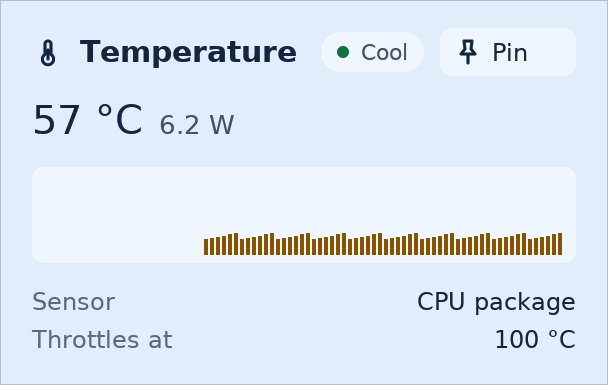 Temperature Cool Pin
57 °C 6.2 W
Sensor CPU package
Throttles at 100 °C